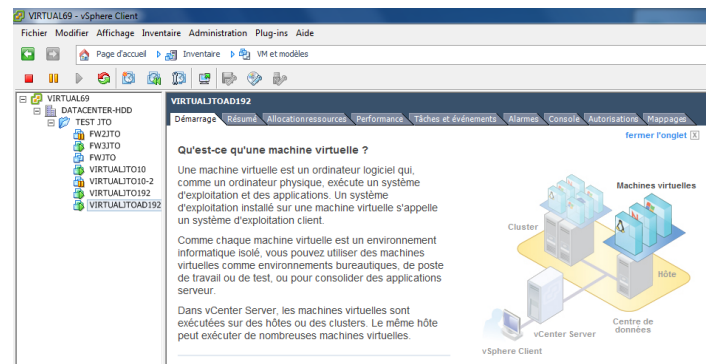 VIRTUAL69 - vSphere Client
Fichier Modifier Affichage Inventaire Administration Plug-ins Aide
Page d'accueil Inventaire VM et modèles
VIRTUAL69
DATACENTER-HDD
TEST JTO
FW2JTO
FW3JTO
FWJTO
VIRTUALJTO10
VIRTUALJTO10-2
VIRTUALJTO192
VIRTUALJTOAD192
VIRTUALJTOAD192
Démarrage Résumé Allocationressources Performance Tâches et événements Alarmes Console Autorisations Mappages
fermer l'onglet X
Qu'est-ce qu'une machine virtuelle ?
Une machine virtuelle est un ordinateur logiciel qui,
comme un ordinateur physique, exécute un système
d'exploitation et des applications. Un système
d'exploitation installé sur une machine virtuelle s'appelle
un système d'exploitation client.
Comme chaque machine virtuelle est un environnement
informatique isolé, vous pouvez utiliser des machines
virtuelles comme environnements bureautiques, de poste
de travail ou de test, ou pour consolider des applications
serveur.
Dans vCenter Server, les machines virtuelles sont
exécutées sur des hôtes ou des clusters. Le même hôte
peut exécuter de nombreuses machines virtuelles.
Machines virtuelles
Cluster
Hôte
vCenter Server
Centre de
données
vSphere Client